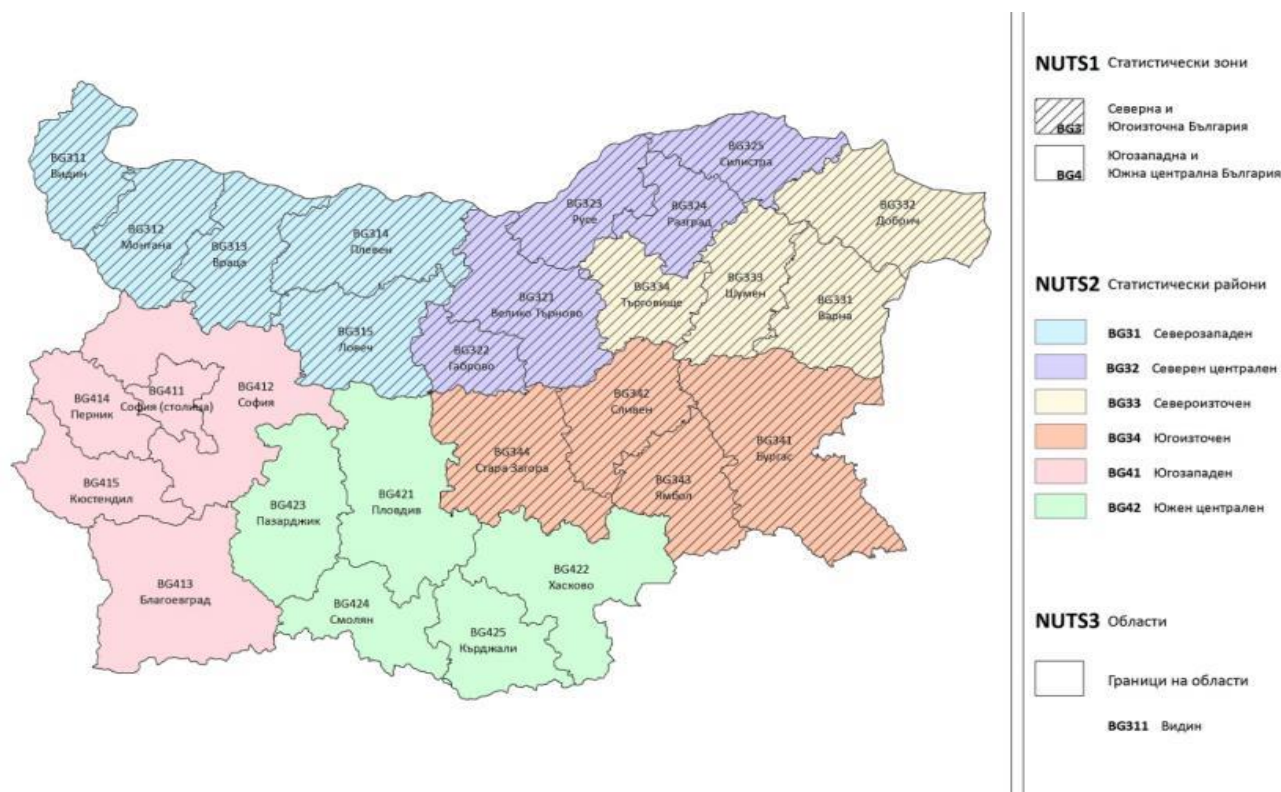 BG311
Видин
BG312
Монтана
BG313
Враца
BG314
Плевен
BG315
Ловеч
BG321
Велико Търново
BG322
Габрово
BG323
Русе
BG324
Разград
BG325
Силистра
BG334
Търговище
BG333
Шумен
BG332
Добрич
BG331
Варна
BG414
Перник
BG411
София (столица)
BG412
София
BG415
Кюстендил
BG413
Благоевград
BG423
Пазарджик
BG421
Пловдив
BG424
Смолян
BG425
Кърджали
BG422
Хасково
BG344
Стара Загора
BG342
Сливен
BG343
Ямбол
BG341
Бургас
NUTS1 Статистически зони
BG3
Северна и
Югоизточна България
BG4
Югозападна и
Южна централна България
NUTS2 Статистически райони
BG31 Северозападен
BG32 Северен централен
BG33 Североизточен
BG34 Югоизточен
BG41 Югозападен
BG42 Южен централен
NUTS3 Области
Граници на области
BG311 Видин